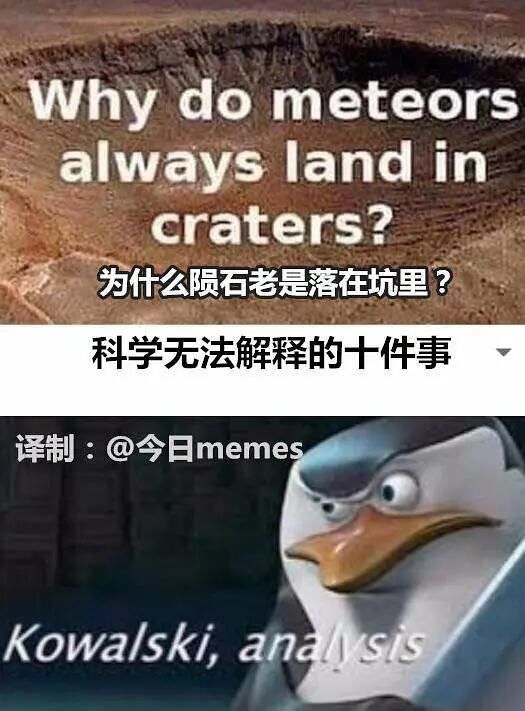 Why do meteors
always land in
craters?
为什么陨石老是落在坑里？
科学无法解释的十件事
译制：@今日memes
Kowalski, analysis